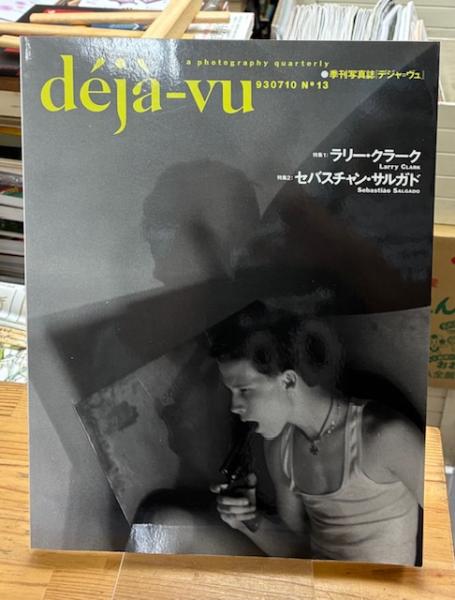 a photography quarterly
déjà-vu
930710 Nº13
●季刊写真誌『デジャ=ヴュ』
特集1: ラリー・クラーク
Larry CLARK
特集2: セバスチャン・サルガド
Sebastião SALGADO